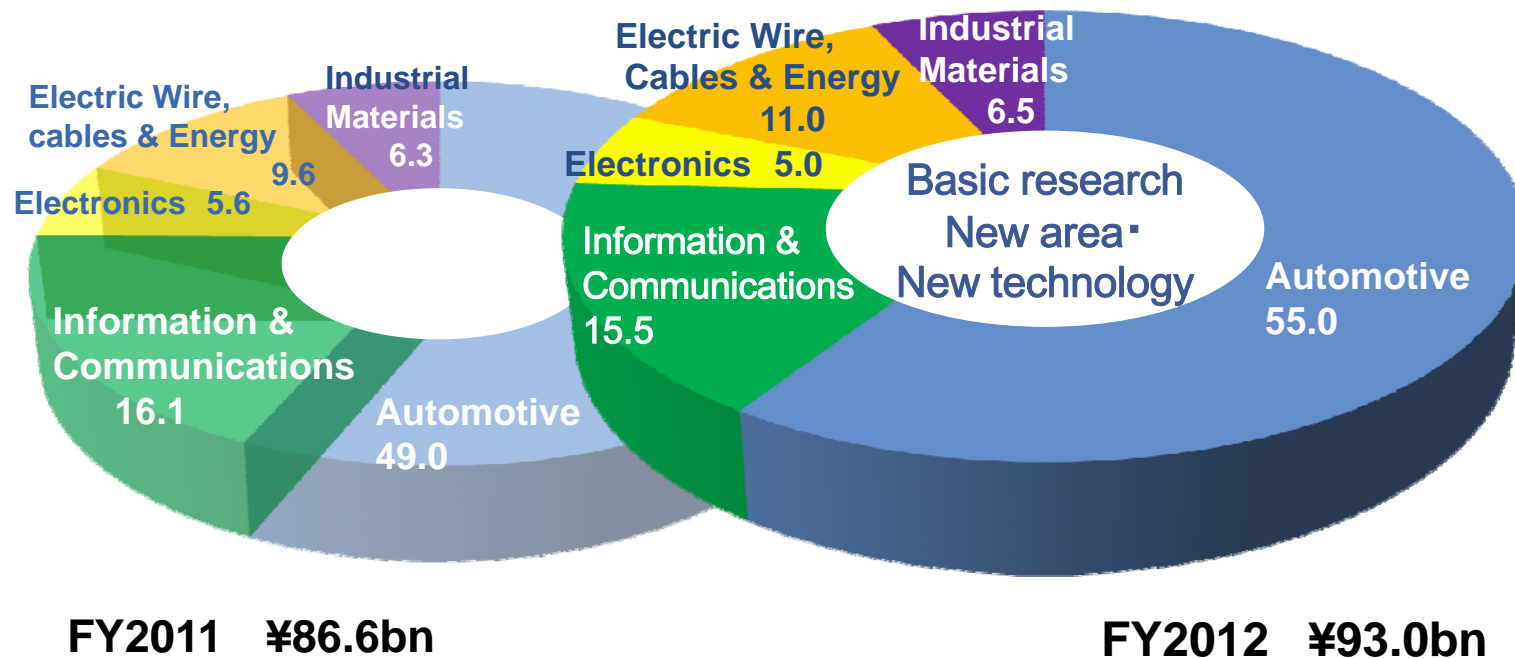 Electric Wire,
cables & Energy
9.6
Industrial
Materials
6.3
Electronics 5.6
Information &
Communications
16.1
Automotive
49.0
FY2011 ¥86.6bn
Electric Wire,
Cables & Energy
11.0
Industrial
Materials
6.5
Electronics 5.0
Information &
Communications
15.5
Basic research
New area･
New technology
Automotive
55.0
FY2012 ¥93.0bn